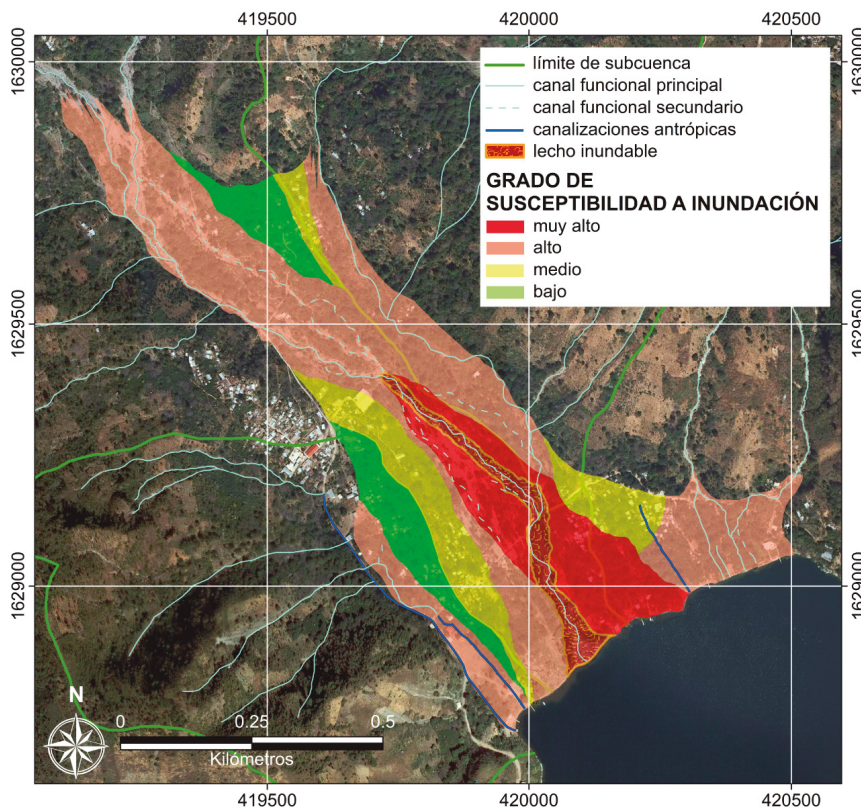 419500 420000 420500
1630000 1630000
límite de subcuenca
canal funcional principal
canal funcional secundario
canalizaciones antrópicas
lecho inundable
GRADO DE
SUSCEPTIBILIDAD A INUNDACIÓN
muy alto
alto
medio
bajo
1629500 1629500
1629000 1629000
N
0 0.25 0.5
Kilómetros
419500 420000 420500